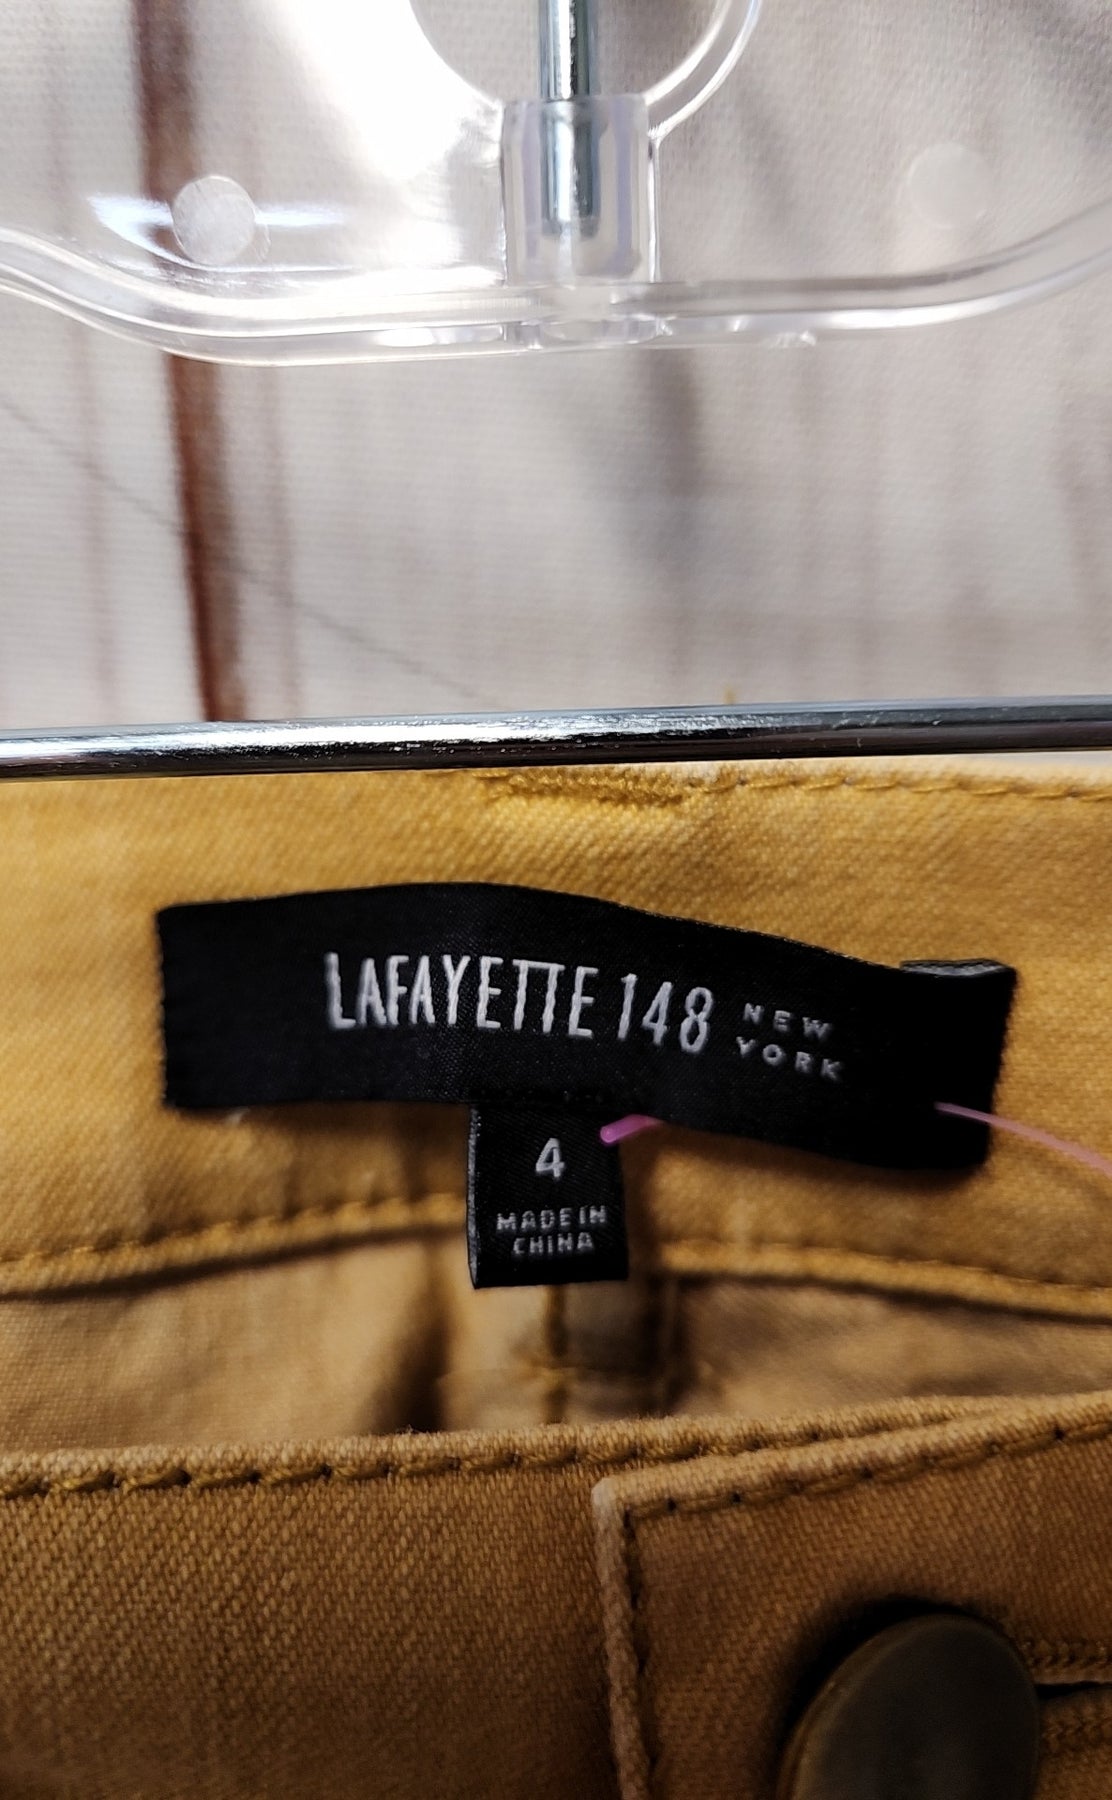 LAFAYETTE 148 NEW YORK
4
MADE IN
CHINA